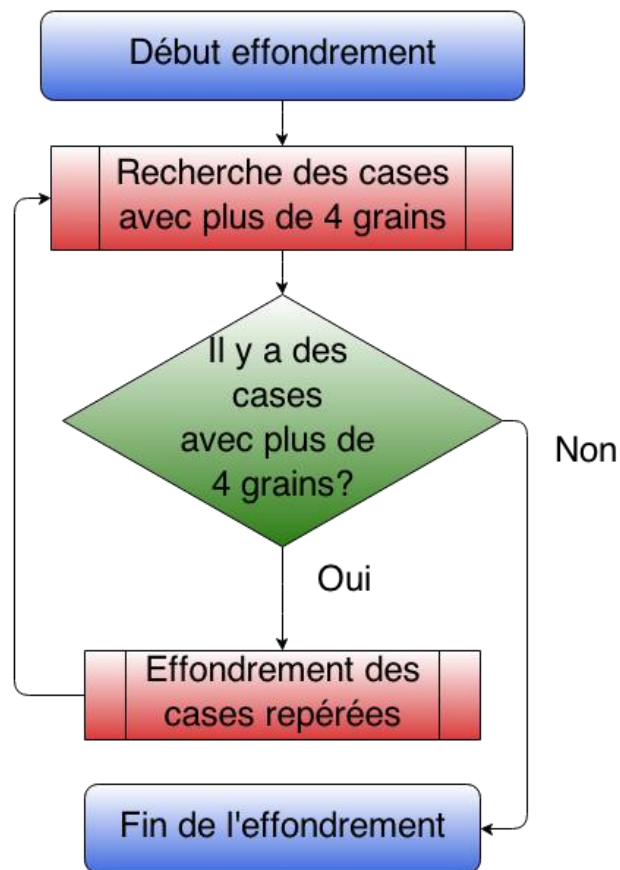 Début effondrement
Recherche des cases
avec plus de 4 grains
Il y a des
cases
avec plus de
4 grains?
Non
Oui
Effondrement des
cases repérées
Fin de l'effondrement